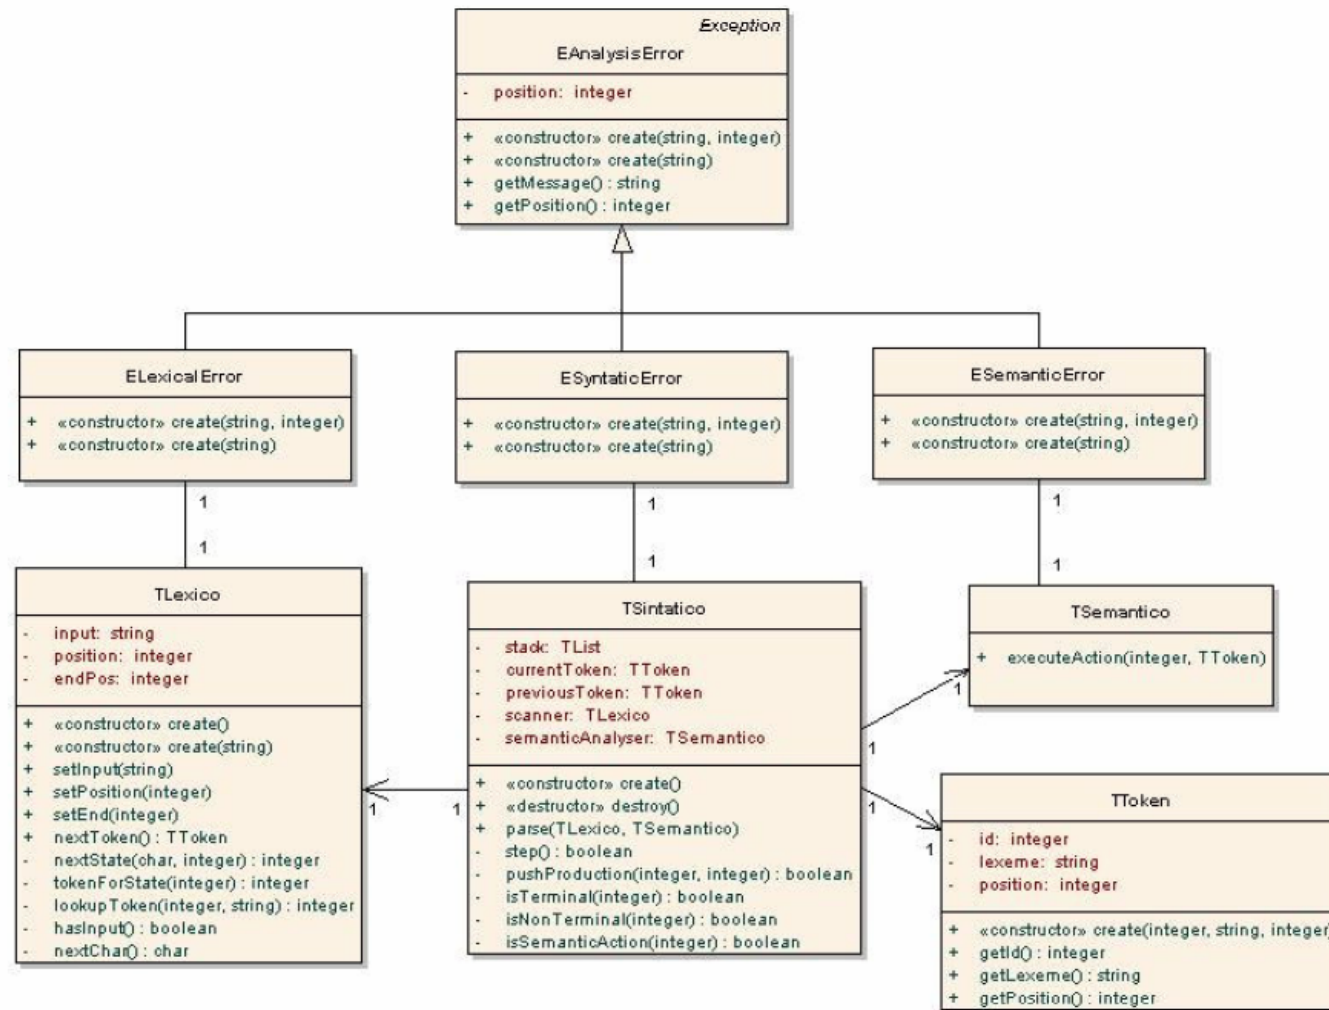 Exception
EAnalysisError
- position: integer
+ «constructor» create(string, integer)
+ «constructor» create(string)
+ getMessage() : string
+ getPosition() : integer
ELexicalError
+ «constructor» create(string, integer)
+ «constructor» create(string)
ESyntaticError
+ «constructor» create(string, integer)
+ «constructor» create(string)
ESemanticError
+ «constructor» create(string, integer)
+ «constructor» create(string)
1
1
1
1
1
1
TLexico
- input: string
- position: integer
- endPos: integer
+ «constructor» create()
+ «constructor» create(string)
+ setInput(string)
+ setPosition(integer)
+ setEnd(integer)
+ nextToken() : TToken
- nextState(char, integer) : integer
- tokenForState(integer) : integer
- lookupToken(integer, string) : integer
- hasInput() : boolean
- nextChar() : char
1
1
TSintatico
- stack: TList
- currentToken: TToken
- previousToken: TToken
- scanner: TLexico
- semanticAnalyser: TSemantico
+ «constructor» create()
+ «destructor» destroy()
+ parse(TLexico, TSemantico)
- step() : boolean
- pushProduction(integer, integer) : boolean
- isTerminal(integer) : boolean
- isNonTerminal(integer) : boolean
- isSemanticAction(integer) : boolean
1
1
1
1
TSemantico
+ executeAction(integer, TToken)
TToken
- id: integer
- lexeme: string
- position: integer
+ «constructor» create(integer, string, integer)
+ getId() : integer
+ getLexeme() : string
+ getPosition() : integer